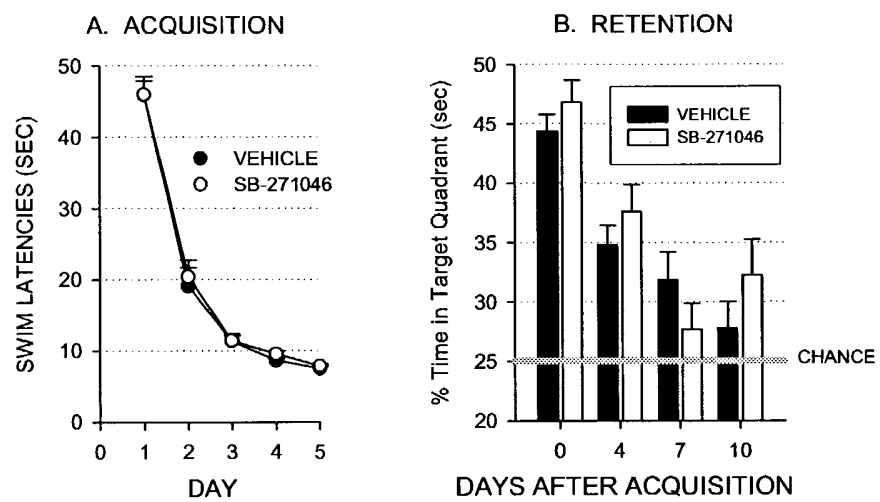 A. ACQUISITION
50
40
30
20
10
0
SWIM LATENCIES (SEC)
VEHICLE
SB-271046
0 1 2 3 4 5
DAY
B. RETENTION
50
45
40
35
30
25
20
% Time in Target Quadrant (sec)
VEHICLE
SB-271046
CHANCE
0 4 7 10
DAYS AFTER ACQUISITION